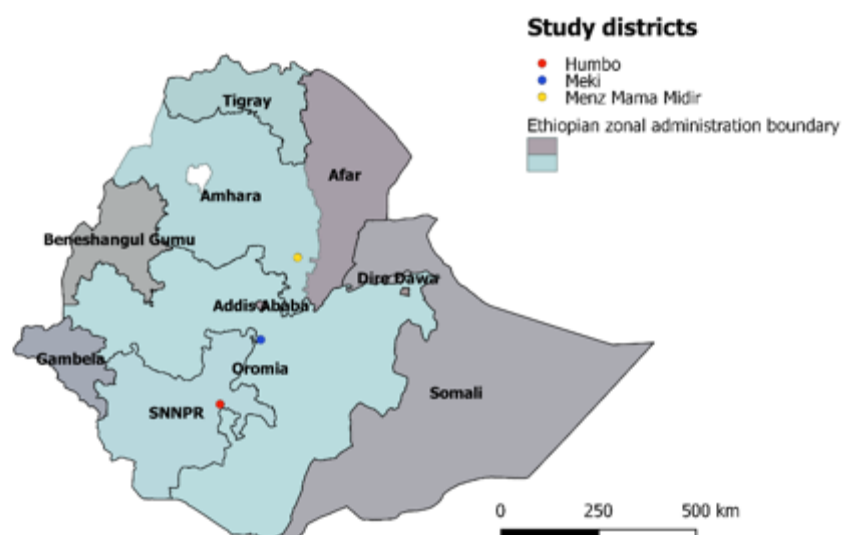 Study districts
Humbo
Meki
Menz Mama Midir
Ethiopian zonal administration boundary
Tigray
Afar
Amhara
Beneshangul Gumu
Dire Dawa
Addis Ababa
Gambela
Oromia
Somali
SNNPR
0 250 500 km